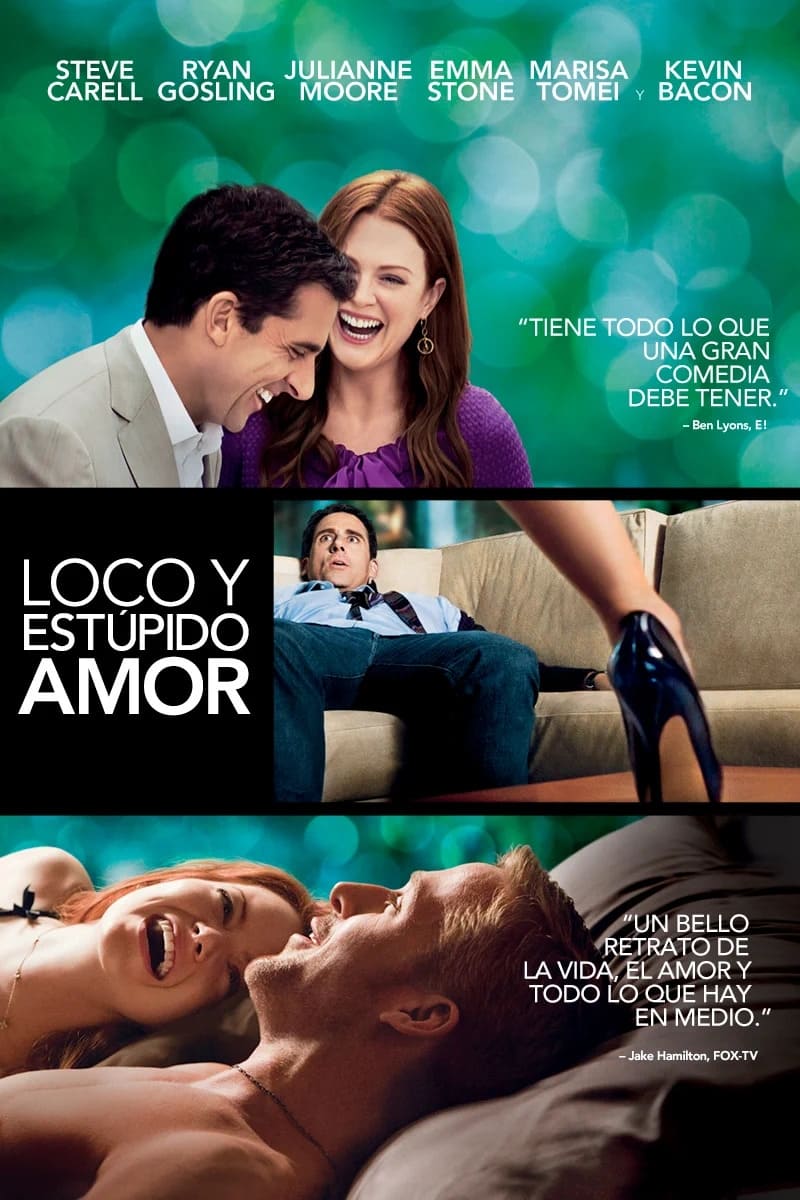 STEVE RYAN JULIANNE EMMA MARISA KEVIN
CARELL GOSLING MOORE STONE TOMEI Y BACON
“TIENE TODO LO QUE
UNA GRAN
COMEDIA
DEBE TENER.”
– Ben Lyons, E!
LOCO Y
ESTÚPIDO
AMOR
“UN BELLO
RETRATO DE
LA VIDA, EL AMOR Y
TODO LO QUE HAY
EN MEDIO.”
– Jake Hamilton, FOX-TV